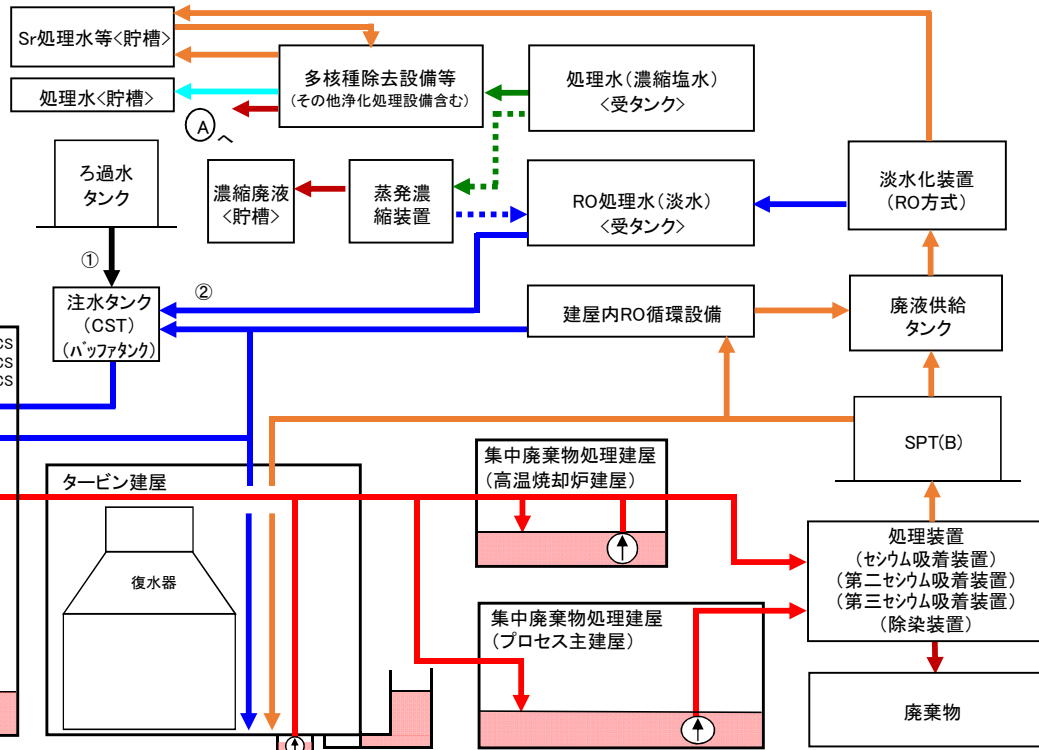 Sr処理水等<貯槽>
処理水<貯槽>
多核種除去設備等
(その他浄化処理設備含む)
処理水(濃縮塩水)
<受タンク>
Aへ
ろ過水
タンク
濃縮廃液
<貯槽>
蒸発濃
縮装置
RO処理水(淡水)
<受タンク>
淡水化装置
(RO方式)
①
②
注水タンク
(CST)
(バッファタンク)
建屋内RO循環設備
廃液供給
タンク
CS
CS
CS
SPT(B)
タービン建屋
復水器
集中廃棄物処理建屋
(高温焼却炉建屋)
集中廃棄物処理建屋
(プロセス主建屋)
処理装置
(セシウム吸着装置)
(第二セシウム吸着装置)
(第三セシウム吸着装置)
(除染装置)
廃棄物